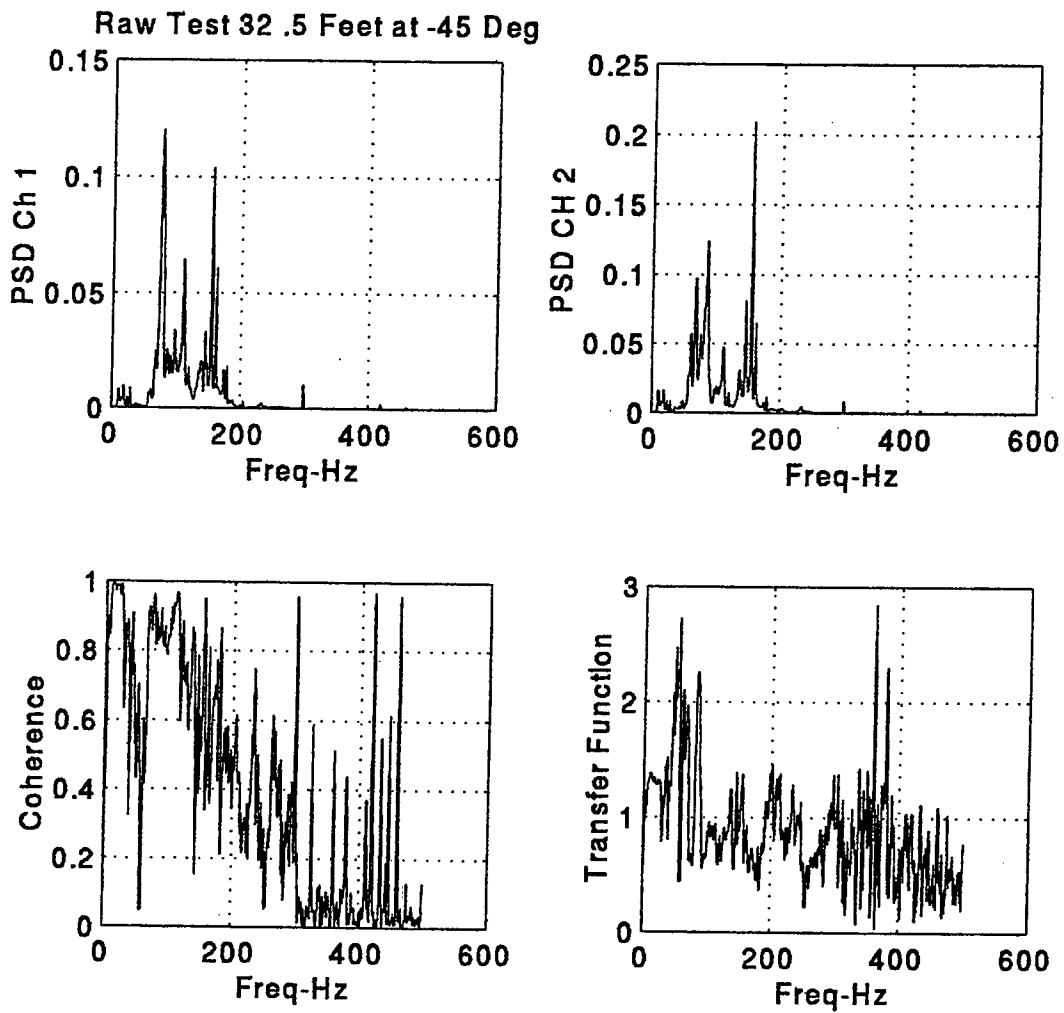 Raw Test 32 .5 Feet at -45 Deg
0.15
0.1
0.05
0
PSD Ch 1
0 200 400 600
Freq-Hz
0.25
0.2
0.15
0.1
0.05
0
PSD CH 2
0 200 400 600
Freq-Hz
1
0.8
0.6
0.4
0.2
0
Coherence
0 200 400 600
Freq-Hz
3
2
1
0
Transfer Function
0 200 400 600
Freq-Hz